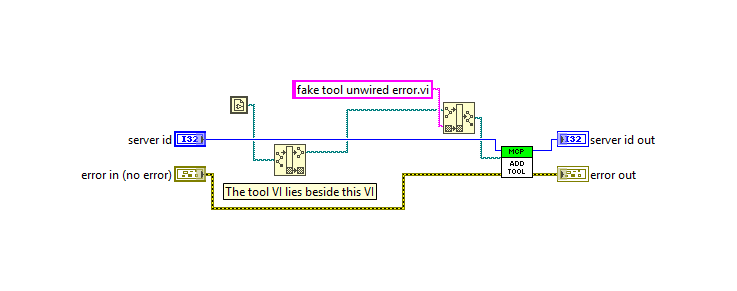 fake tool unwired error.vi
server id
I32
MCP
ADD
TOOL
I32
server id out
error in (no error)
error out
The tool VI lies beside this VI